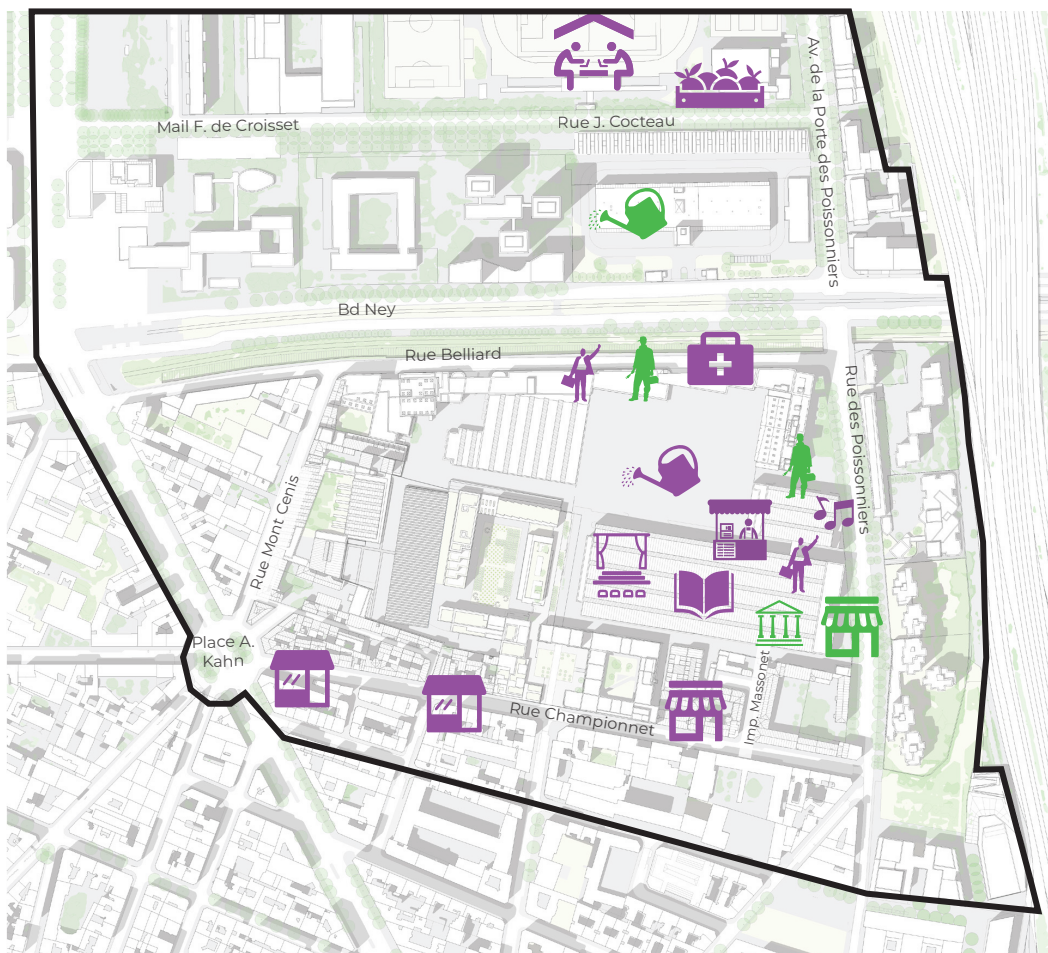 Mail F. de Croisset
Rue J. Cocteau
Av. de la Porte des Poissonniers
Bd Ney
Rue Belliard
Rue des Poissonniers
Rue Mont Cenis
Place A.
Kahn
Rue Championnet
Imp. Massonet